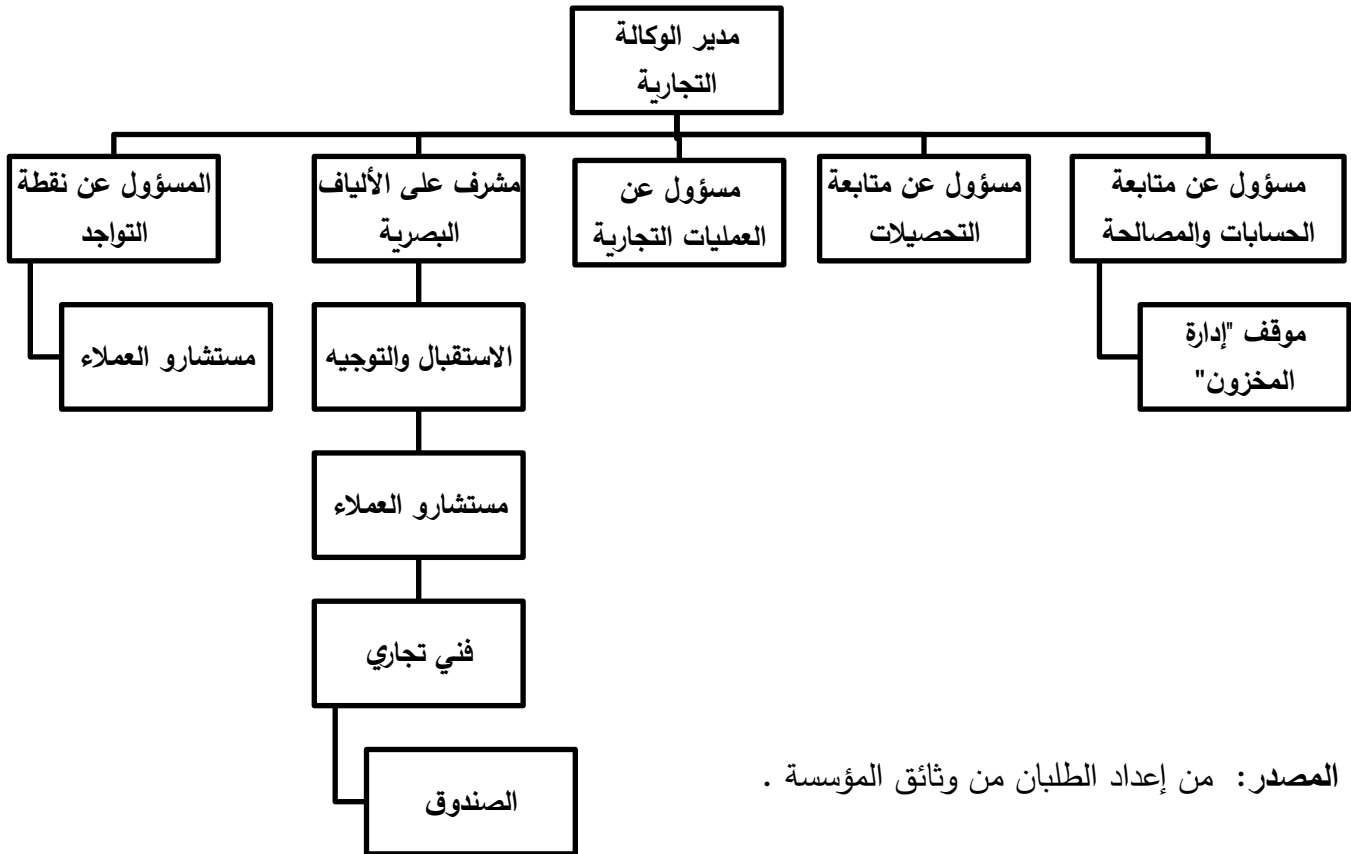 مدير الوكالة
التجارية
مسؤول عن متابعة
الحسابات والمصالحة
مسؤول عن متابعة
التحصيلات
مسؤول عن
العمليات التجارية
مشرف على الألياف
البصرية
المسؤول عن نقطة
التواجد
موقف "إدارة
المخزون"
الاستقبال والتوجيه
مستشارو العملاء
مستشارو العملاء
فني تجاري
الصندوق
المصدر: من إعداد الطلبان من وثائق المؤسسة .